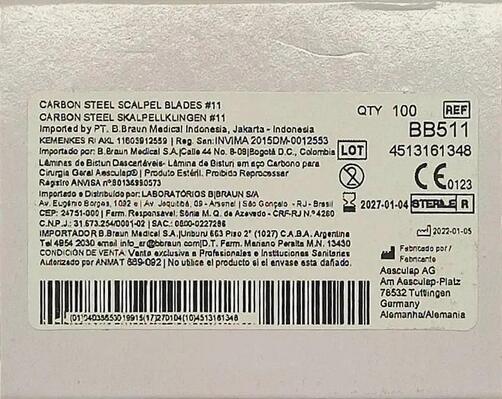 CARBON STEEL SCALPEL BLADES #11
CARBON STEEL SKALPELLKLINGEN #11
Imported by PT. B.Braun Medical Indonesia, Jakarta - Indonesia
KEMENKES RI AKL 11603912559 | Reg. San: INVIMA 2015DM-0012553
Importado por: B.Braun Medical S.A./Calle 44 No. 8-08/Bogotá D.C., Colombia
Lâminas de Bisturi Descartáveis- Lâmina de Bisturi em aço Carbono para
Cirurgia Geral Aesculap® | Produto Estéril. Proibido Reprocessar
Registro ANVISA nº:80136990573
Importado e Distribuido por: LABORATÓRIOS B|BRAUN S/A
Av. Eugênio Borges, 1092 e Av Jequitibá, 09 - Arsenal | São Gonçalo - RJ - Brasil
CEP: 24751-000 | Farm. Responsavel: Sônia M. Q. de Azevedo - CRF-RJ N.º 4260
C.N.P.J.: 31.673.254/0001-02 | SAC: 0800-0227286
IMPORTADOR B.Braun Medical S.A./Uriburu 663 Piso 2° (1027) C.A.B.A. Argentina
Tel 4954 2030 email info_ar@bbraun.com|D.T. Farm. Mariano Peralta M.N. 13430
CONDICIÓN DE VENTA: Venta exclusiva a Profesionales e Instituciones Sanitarias
Autorizado por ANMAT 669-092 | No utilice el producto si el envase está dañado.
QTY 100 REF
BB511
LOT 4513161348
CE 0123
2027-01-04 STERILE R
2022-01-05
Fabricado por
Fabricado en /
Aesculap AG
Am Aesculap-Platz
78532 Tuttlingen
Germany
Alemanha/Alemania